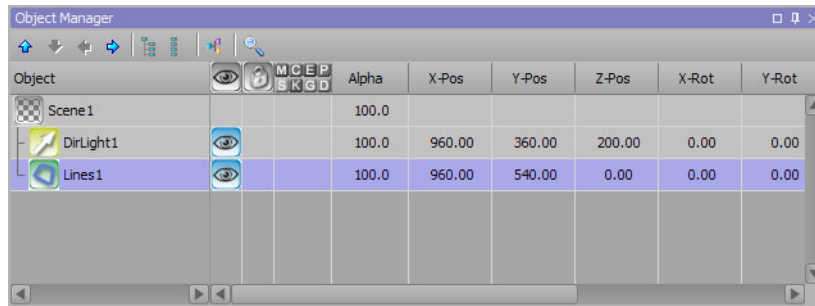 Object Manager
Object M C E P S K G D Alpha X-Pos Y-Pos Z-Pos X-Rot Y-Rot
Scene1 100.0
DirLight1 100.0 960.00 360.00 200.00 0.00 0.00
Lines1 100.0 960.00 540.00 0.00 0.00 0.00